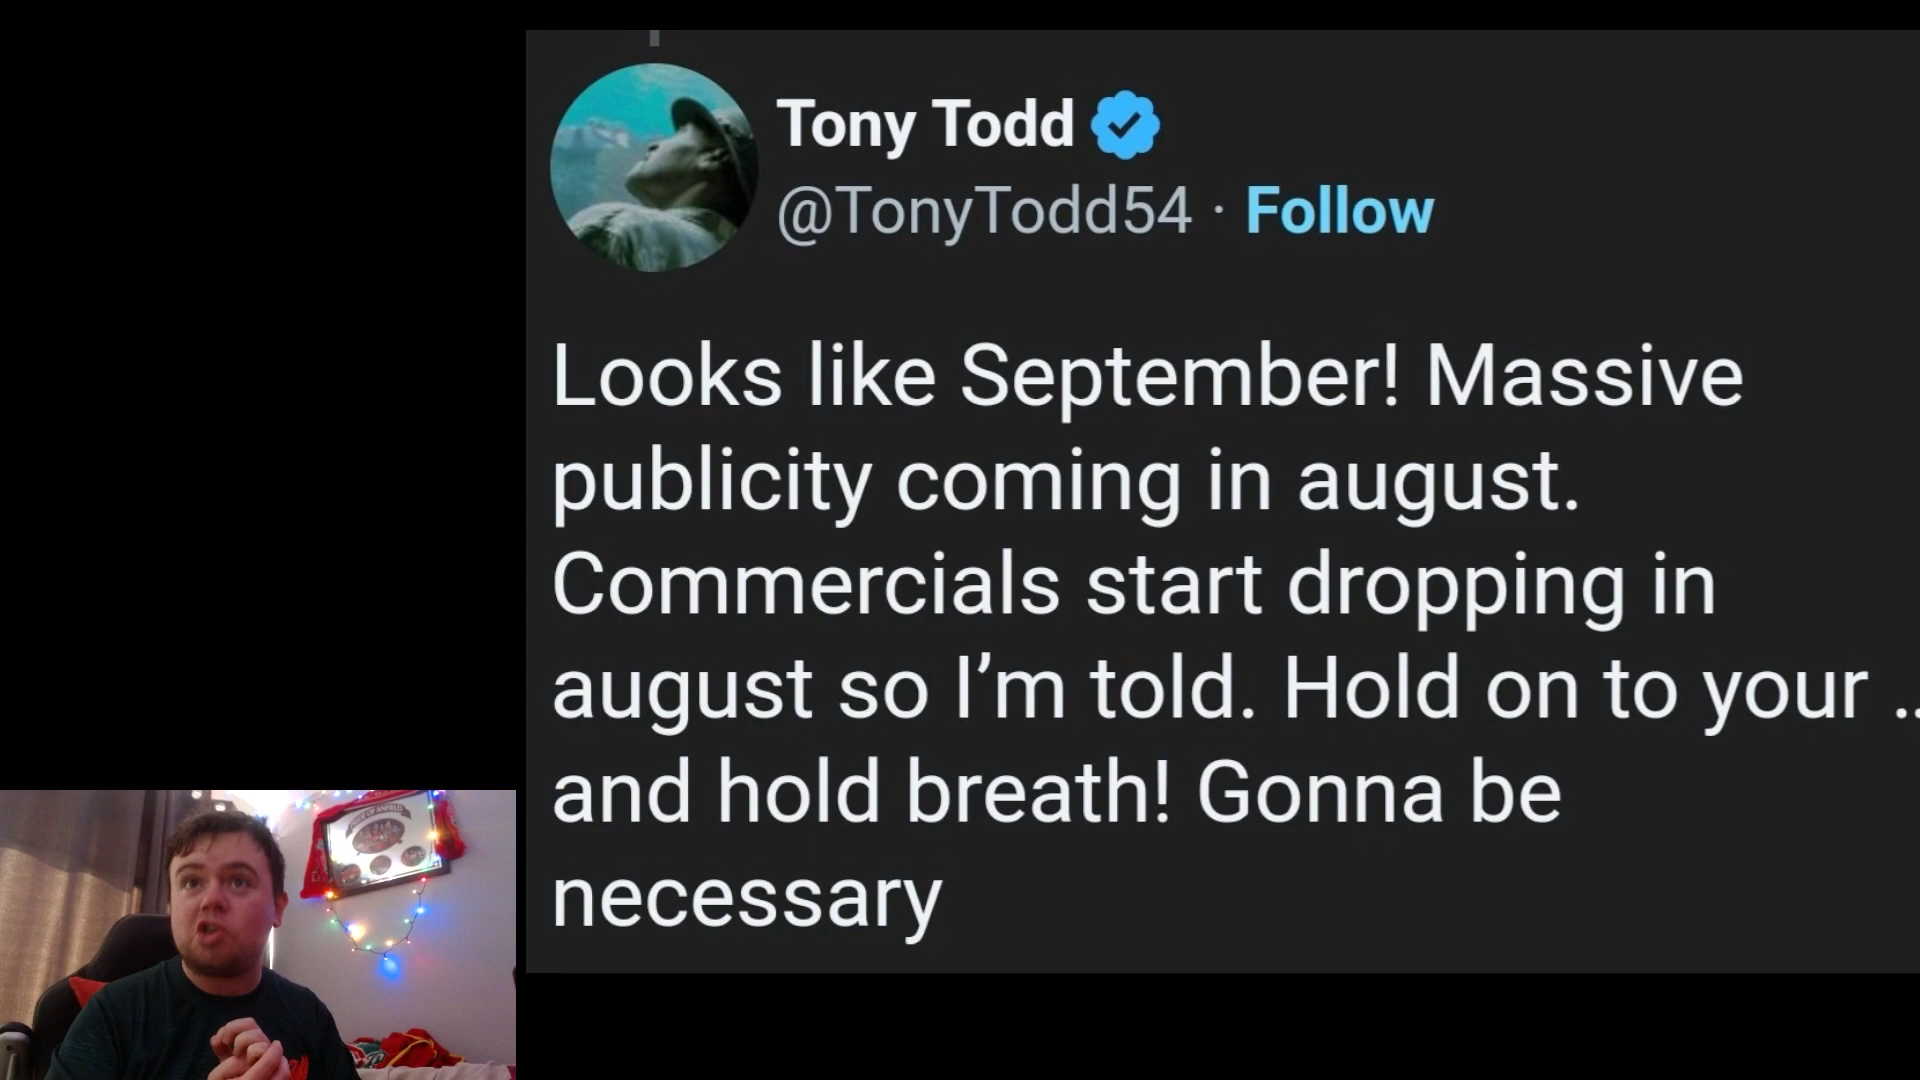 Tony Todd
@TonyTodd54 · Follow
Looks like September! Massive
publicity coming in august.
Commercials start dropping in
august so I’m told. Hold on to your ..
and hold breath! Gonna be
necessary